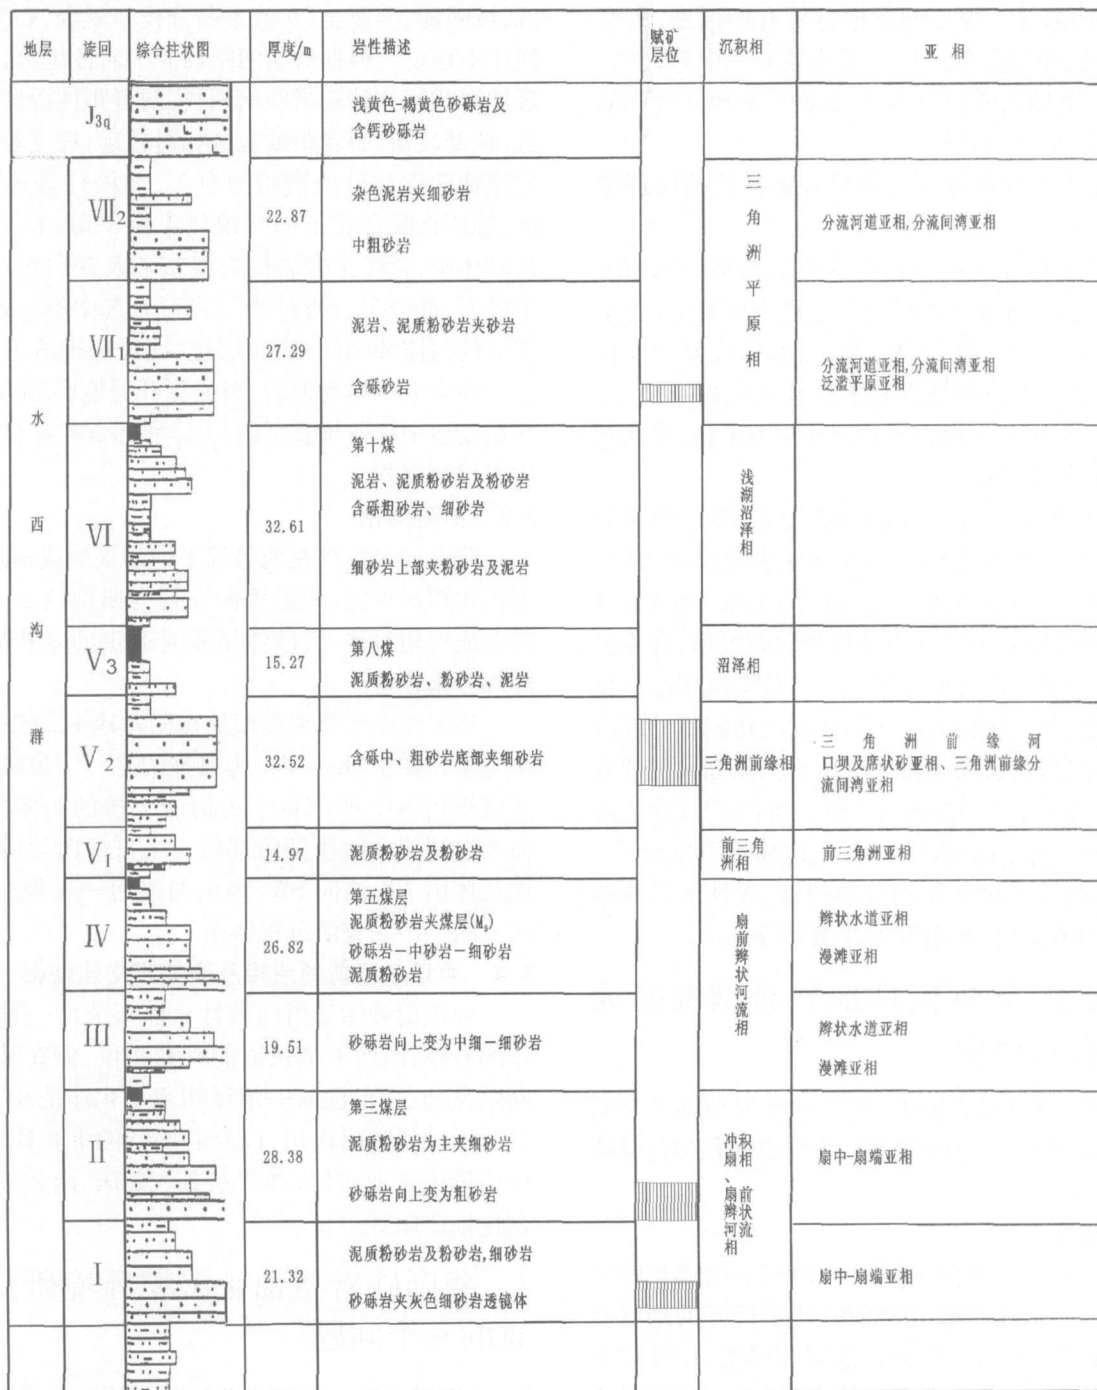 地层 旋回 综合柱状图 厚度/m 岩性描述 赋矿层位 沉积相 亚相
J3q 浅黄色-褐黄色砂砾岩及
含钙砂砾岩
水西沟群
VII2 22.87 杂色泥岩夹细砂岩
中粗砂岩
三角洲平原相
分流河道亚相,分流间湾亚相
VII1 27.29 泥岩、泥质粉砂岩夹砂岩
含砾砂岩
分流河道亚相,分流间湾亚相
泛滥平原亚相
VI 32.61 第十煤
泥岩、泥质粉砂岩及粉砂岩
含砾粗砂岩、细砂岩
细砂岩上部夹粉砂岩及泥岩
浅湖沼泽相
V3 15.27 第八煤
泥质粉砂岩、粉砂岩、泥岩
沼泽相
V2 32.52 含砾中、粗砂岩底部夹细砂岩
三角洲前缘相
三角洲前缘河
口坝及席状砂亚相、三角洲前缘分
流间湾亚相
V1 14.97 泥质粉砂岩及粉砂岩
前三角
洲相
前三角洲亚相
IV 26.82 第五煤层
泥质粉砂岩夹煤层(M5)
砂砾岩—中砂岩—细砂岩
泥质粉砂岩
扇前辫状河流相
辫状水道亚相
漫滩亚相
III 19.51 砂砾岩向上变为中细—细砂岩
辫状水道亚相
漫滩亚相
II 28.38 第三煤层
泥质粉砂岩为主夹细砂岩
砂砾岩向上变为粗砂岩
冲积扇相、扇前辫状河流相
扇中-扇端亚相
I 21.32 泥质粉砂岩及粉砂岩,细砂岩
砂砾岩夹灰色细砂岩透镜体
扇中-扇端亚相